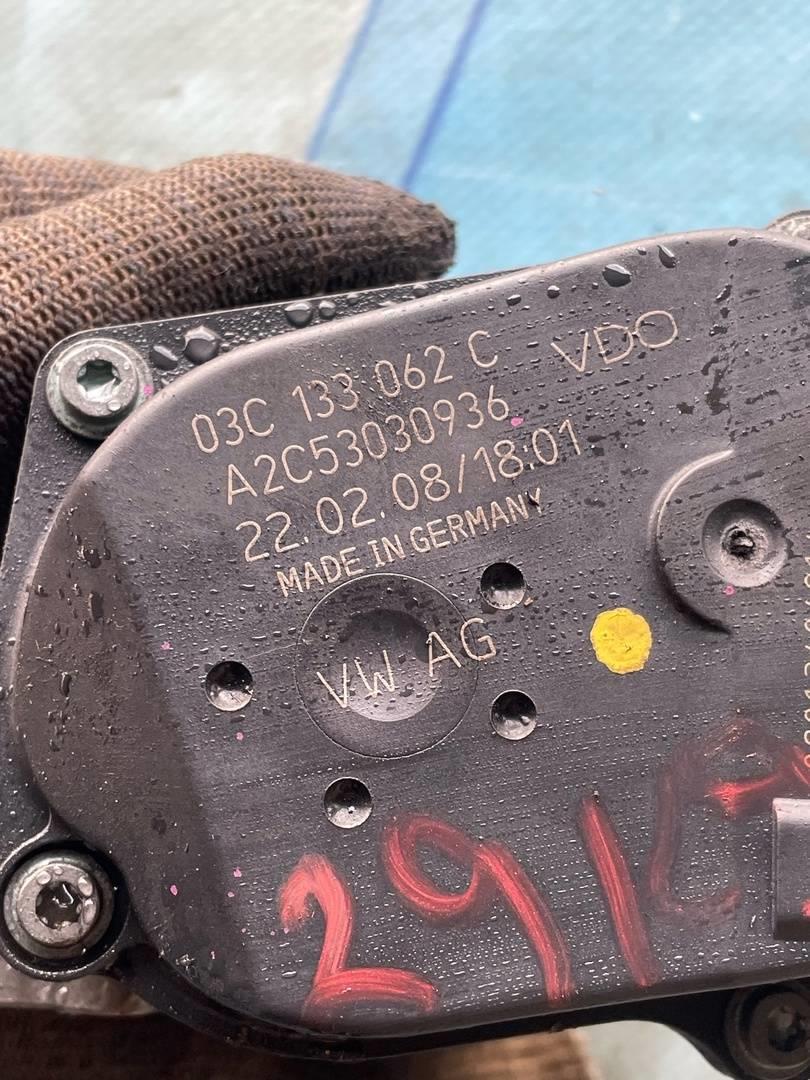 03C 133 062 C VDO
A2C53030936
22.02.08/18:01
MADE IN GERMANY
VW AG